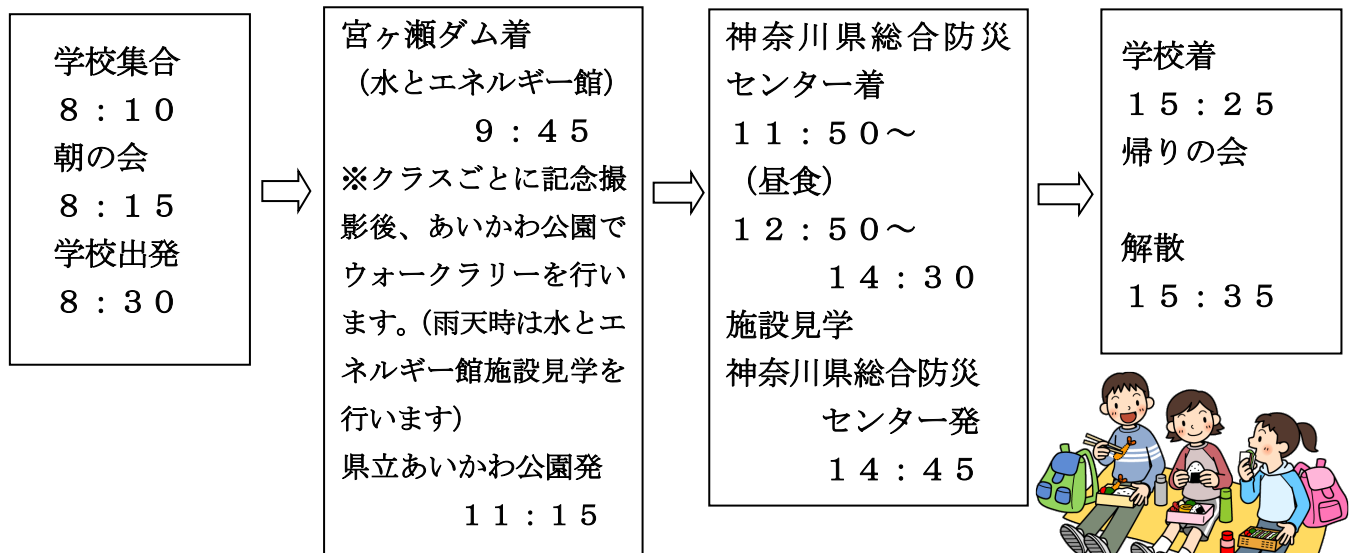 学校集合
８：１０
朝の会
８：１５
学校出発
８：３０
宮ヶ瀬ダム着
（水とエネルギー館）
９：４５
※クラスごとに記念撮
影後、あいかわ公園で
ウォークラリーを行い
ます。（雨天時は水とエ
ネルギー館施設見学を
行います）
県立あいかわ公園発
１１：１５
神奈川県総合防災
センター着
１１：５０～
（昼食）
１２：５０～
１４：３０
施設見学
神奈川県総合防災
センター発
１４：４５
学校着
１５：２５
帰りの会
解散
１５：３５